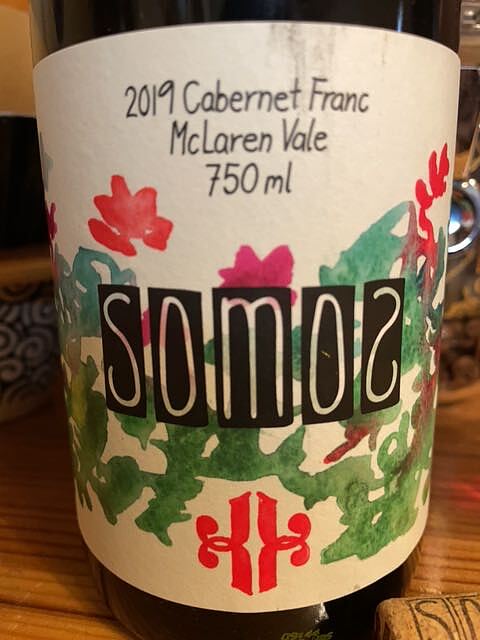 2019 Cabernet Franc
McLaren Vale
750 ml
SOMOS